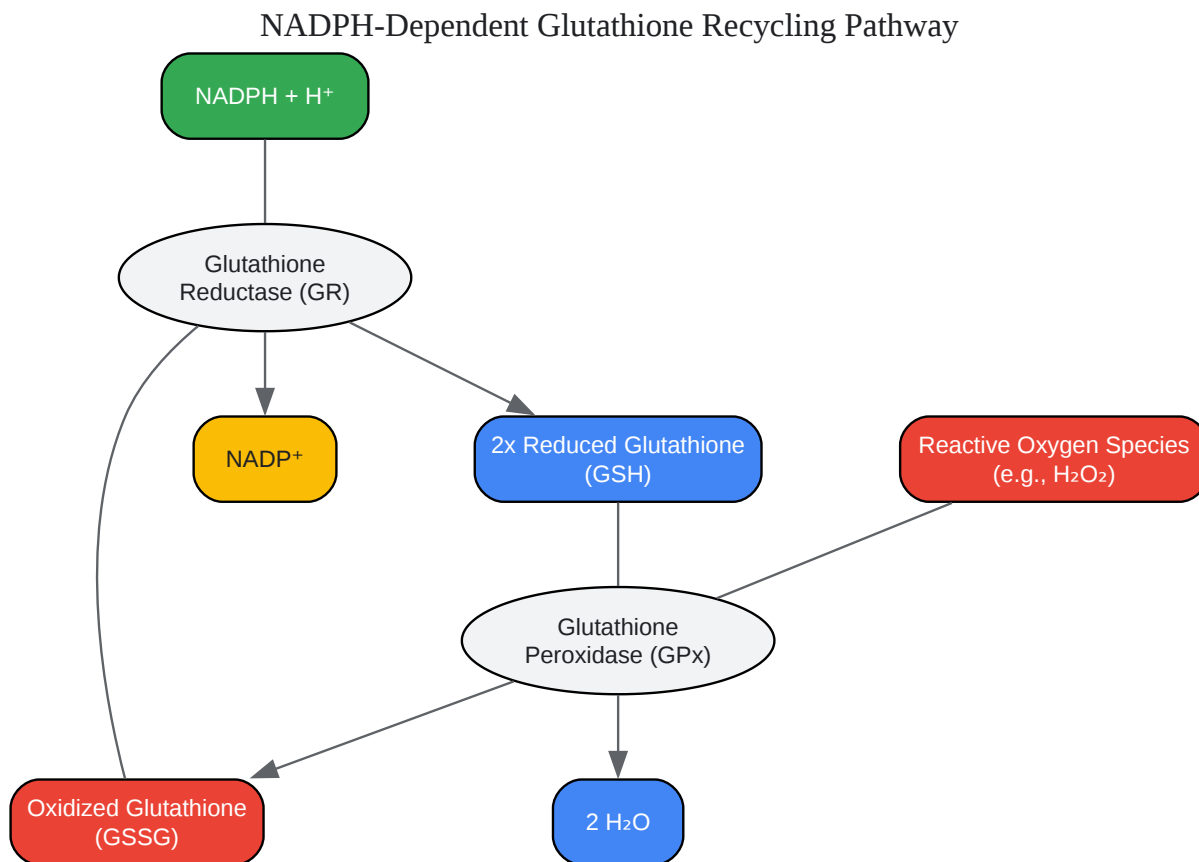 NADPH-Dependent Glutathione Recycling Pathway
NADPH + H⁺
Glutathione
Reductase (GR)
NADP⁺
2x Reduced Glutathione
(GSH)
Reactive Oxygen Species
(e.g., H₂O₂)
Glutathione
Peroxidase (GPx)
Oxidized Glutathione
(GSSG)
2 H₂O